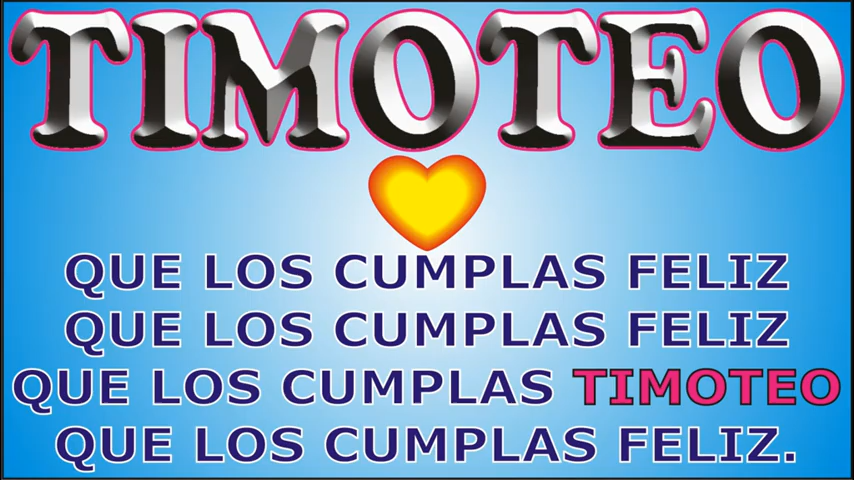 TIMOTEO
QUE LOS CUMPLAS FELIZ
QUE LOS CUMPLAS FELIZ
QUE LOS CUMPLAS TIMOTEO
QUE LOS CUMPLAS FELIZ.